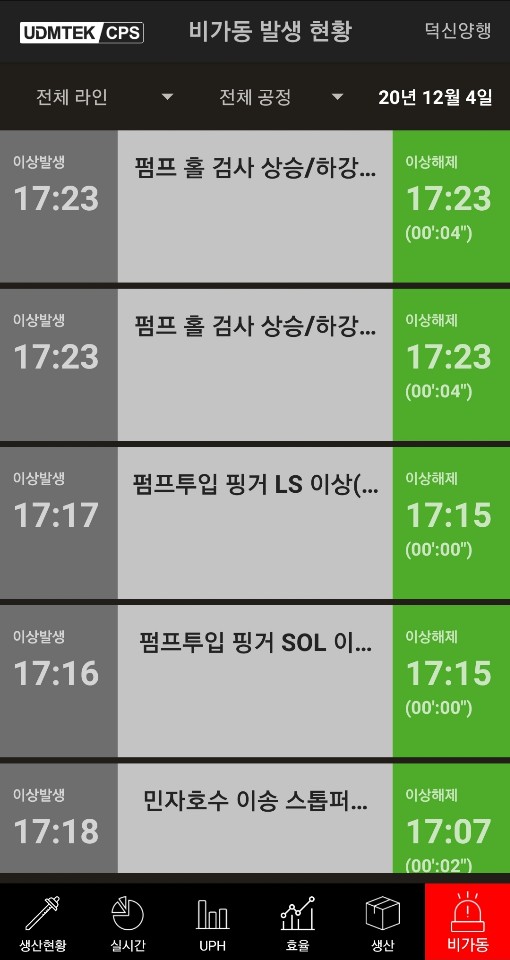 UDMTEK CPS 비가동 발생 현황 덕신양행
전체 라인 전체 공정 20년 12월 4일
이상발생 펌프 홀 검사 상승/하강... 이상해제
17:23 17:23
(00':04")
이상발생 펌프 홀 검사 상승/하강... 이상해제
17:23 17:23
(00':04")
이상발생 펌프투입 핑거 LS 이상(... 이상해제
17:17 17:15
(00':00")
이상발생 펌프투입 핑거 SOL 이... 이상해제
17:16 17:15
(00':00")
이상발생 민자호수 이송 스톱퍼... 이상해제
17:18 17:07
(00':02")
생산현황 실시간 UPH 효율 생산 비가동